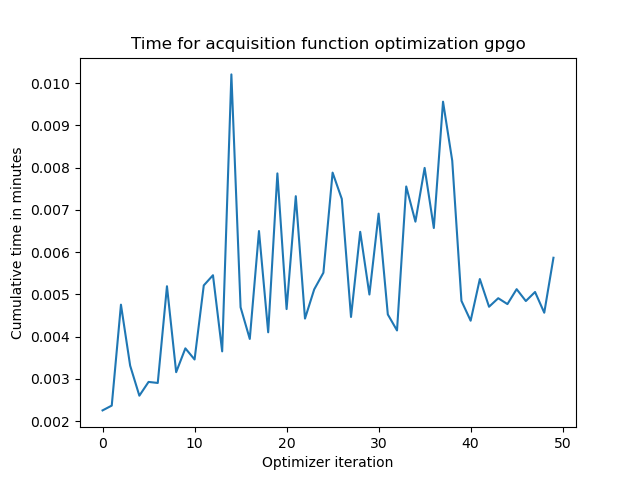 Time for acquisition function optimization gpgo
0.010
0.009
0.008
0.007
0.006
0.005
0.004
0.003
0.002
Cumulative time in minutes
0 10 20 30 40 50
Optimizer iteration